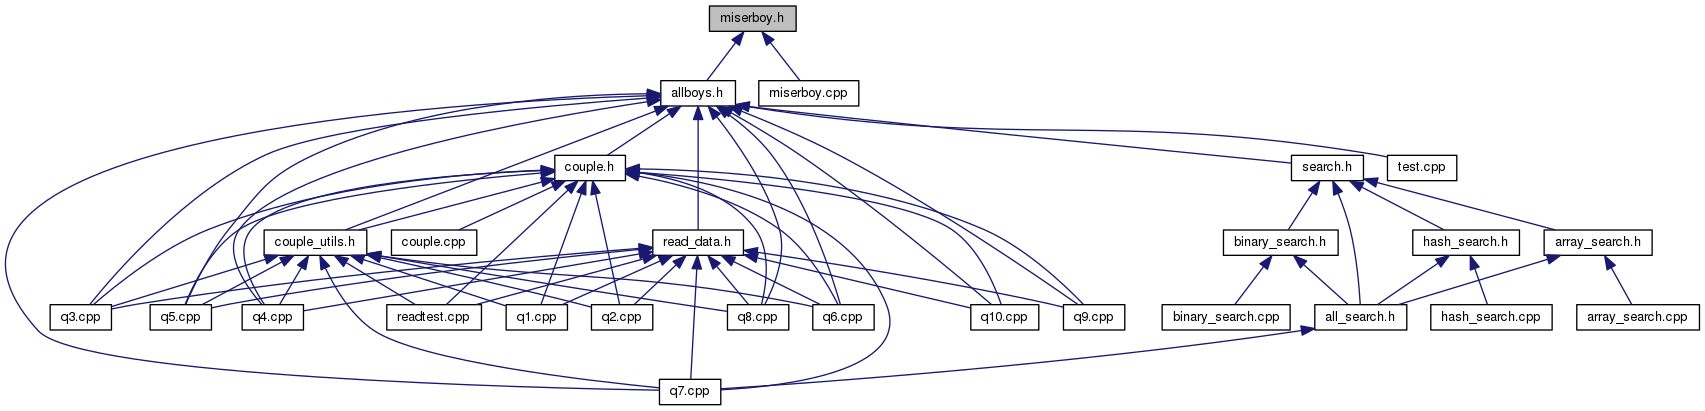 miserboy.h
allboys.h
miserboy.cpp
couple.h
search.h
test.cpp
couple_utils.h
couple.cpp
read_data.h
binary_search.h
hash_search.h
array_search.h
q3.cpp
q5.cpp
q4.cpp
readtest.cpp
q1.cpp
q2.cpp
q8.cpp
q6.cpp
q10.cpp
q9.cpp
binary_search.cpp
all_search.h
hash_search.cpp
array_search.cpp
q7.cpp